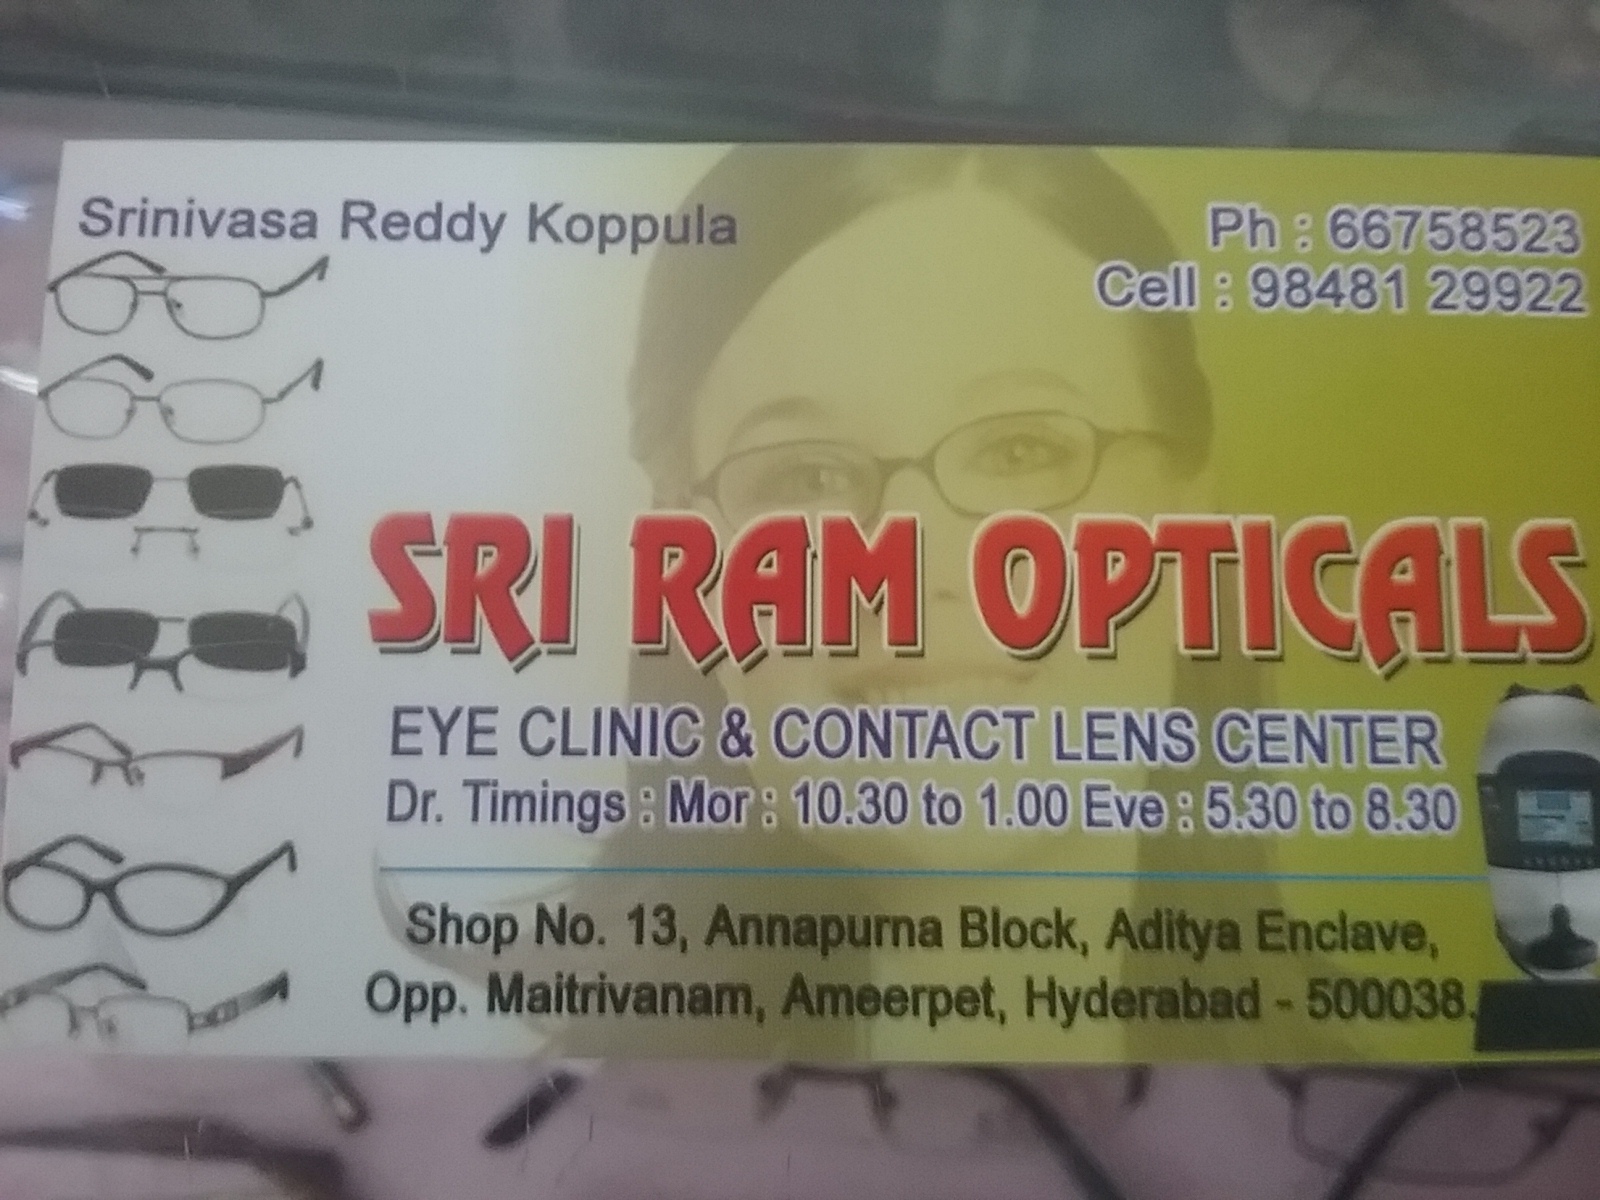 Srinivasa Reddy Koppula
Ph : 66758523
Cell : 98481 29922
SRI RAM OPTICALS
EYE CLINIC & CONTACT LENS CENTER
Dr. Timings : Mor : 10.30 to 1.00 Eve : 5.30 to 8.30
Shop No. 13, Annapurna Block, Aditya Enclave,
Opp. Maitrivanam, Ameerpet, Hyderabad - 500038.